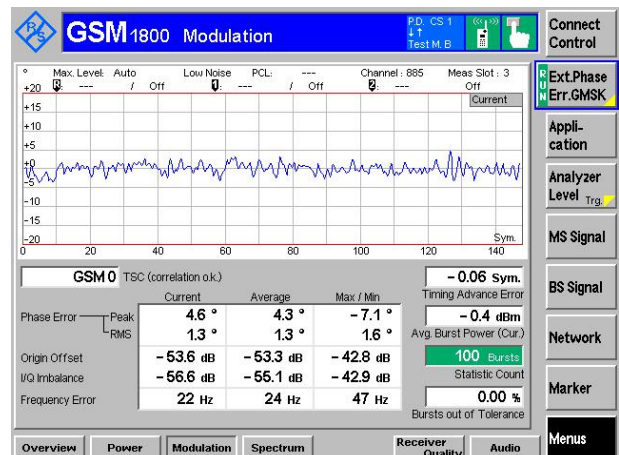 R S
GSM 1800 Modulation
P.D. CS 1
Test M. B
Connect Control
° Max. Level: Auto Low Noise PCL: --- Channel : 885 Meas Slot : 3
1: --- / Off 1: --- / Off 2: --- Off
Current
+20
+15
+10
+5
+0
-5
-10
-15
-20
Sym.
0 20 40 60 80 100 120 140
RUN
Ext.Phase Err.GMSK
Appli- cation
Analyzer Level Trg.
MS Signal
BS Signal
Network
Marker
Menus
GSM 0 TSC (correlation o.k.)
Current Average Max / Min
Phase Error Peak 4.6 ° 4.3 ° - 7.1 °
RMS 1.3 ° 1.3 ° 1.6 °
Origin Offset - 53.6 dB - 53.3 dB - 42.8 dB
I/Q Imbalance - 56.6 dB - 55.1 dB - 42.9 dB
Frequency Error 22 Hz 24 Hz 47 Hz
- 0.06 Sym.
Timing Advance Error
- 0.4 dBm
Avg. Burst Power (Cur.)
100 Bursts
Statistic Count
0.00 %
Bursts out of Tolerance
Overview Power Modulation Spectrum Receiver Quality Audio